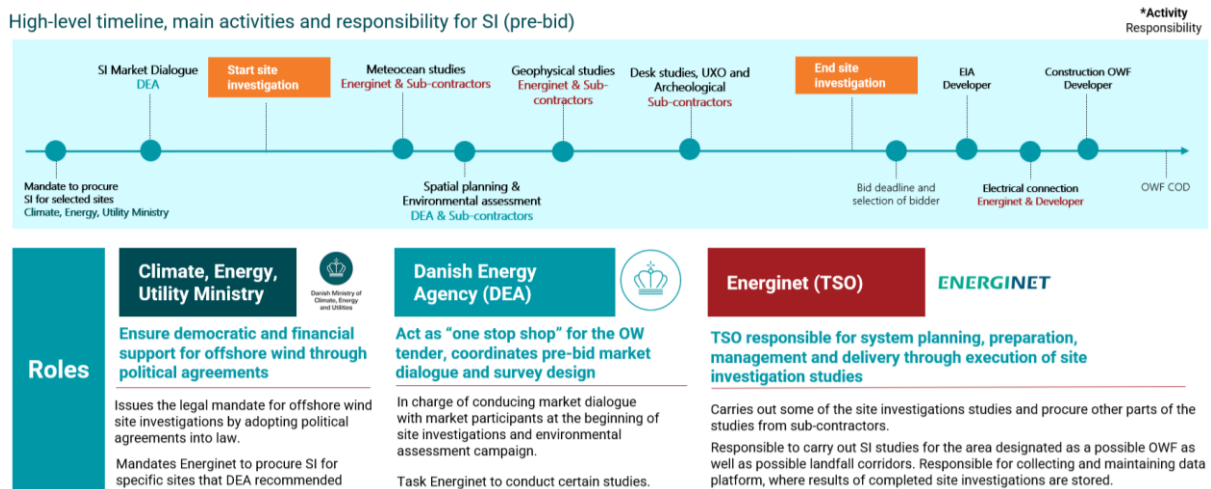 High-level timeline, main activities and responsibility for SI (pre-bid)
*Activity
Responsibility
SI Market Dialogue
DEA
Start site
investigation
Meteocean studies
Energinet & Sub-contractors
Geophysical studies
Energinet & Sub-
contractors
Desk studies, UXO and
Archeological
Sub-contractors
End site
investigation
EIA
Developer
Construction OWF
Developer
Mandate to procure
SI for selected sites
Climate, Energy, Utility Ministry
Spatial planning &
Environmental assessment
DEA & Sub-contractors
Bid deadline and
selection of bidder
Electrical connection
Energinet & Developer
OWF COD
Roles
Climate, Energy,
Utility Ministry
Danish Ministry of
Climate, Energy
and Utilities
Ensure democratic and financial
support for offshore wind through
political agreements
Issues the legal mandate for offshore wind
site investigations by adopting political
agreements into law.
Mandates Energinet to procure SI for
specific sites that DEA recommended
Danish Energy
Agency (DEA)
Act as “one stop shop” for the OW
tender, coordinates pre-bid market
dialogue and survey design
In charge of conducing market dialogue
with market participants at the beginning of
site investigations and environmental
assessment campaign.
Task Energinet to conduct certain studies.
Energinet (TSO)
ENERGINET
TSO responsible for system planning, preparation,
management and delivery through execution of site
investigation studies
Carries out some of the site investigations studies and procure other parts of the
studies from sub-contractors.
Responsible to carry out SI studies for the area designated as a possible OWF as
well as possible landfall corridors. Responsible for collecting and maintaining data
platform, where results of completed site investigations are stored.